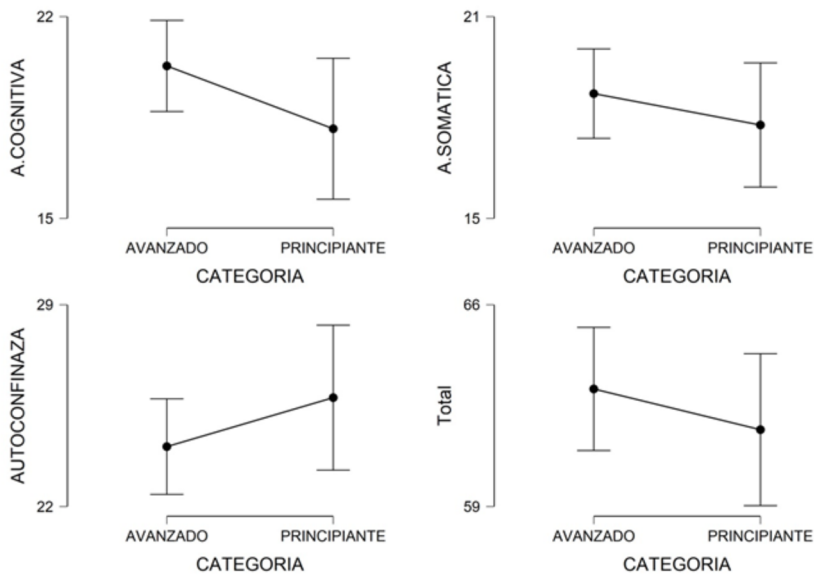 22
A.COGNITIVA
15
AVANZADO PRINCIPIANTE
CATEGORIA
21
A.SOMATICA
15
AVANZADO PRINCIPIANTE
CATEGORIA
29
AUTOCONFINAZA
22
AVANZADO PRINCIPIANTE
CATEGORIA
66
Total
59
AVANZADO PRINCIPIANTE
CATEGORIA